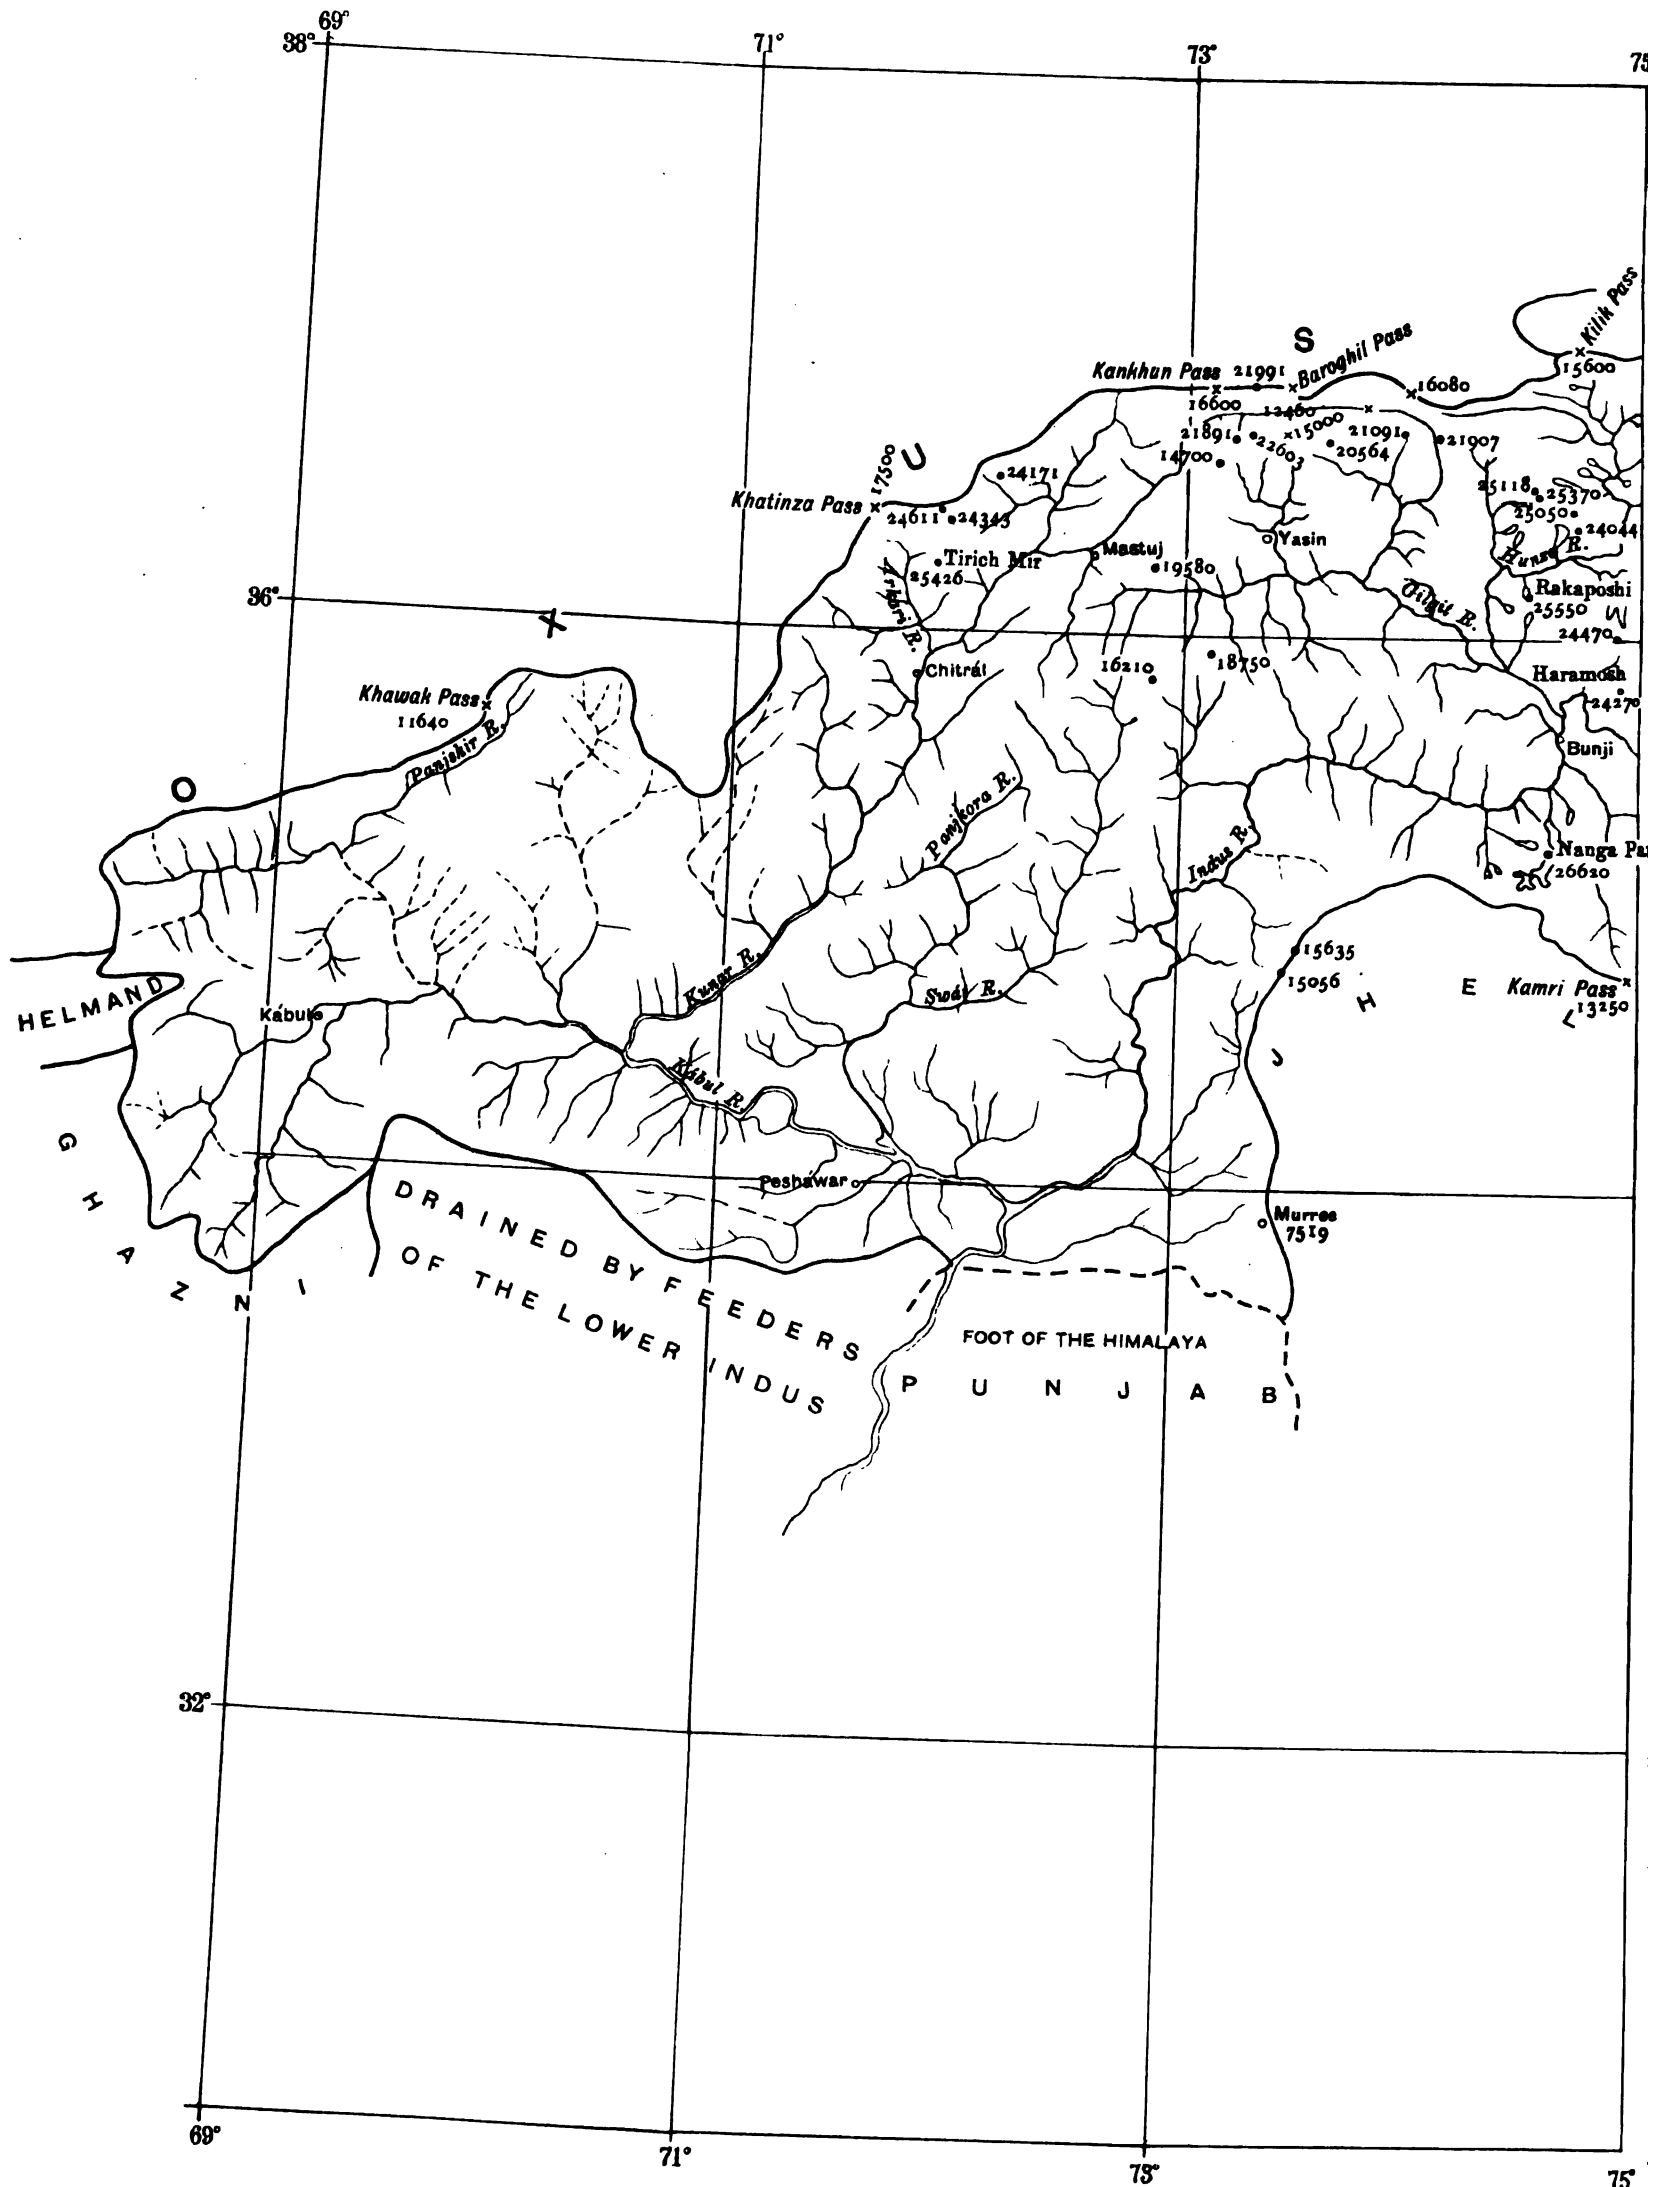 69°
38°
71°
73°
75
Kilik Pass
15600
S
Baroghil Pass
Kankhun Pass 21991
16600
12460
16080
15000
21891
22603
21091
20564
21907
14700
U
17500
24171
Khatinza Pass
24611
24343
25118
25370
25050
24044
Hunza R.
Yasin
Mastuj
19580
Tirich Mir
25426
Arkari R.
Gilgit R.
Rakaposhi
25550
24470
36°
X
Chitrál
16210
18750
Haramosh
24270
Khawak Pass
11640
Panjshir R.
Bunji
O
Panjkora R.
Indus R.
Nanga Pa
26620
Kunar R.
Swát R.
15635
15056
HELMAND
Kábul
Kábul R.
H
E
L
J
Kamri Pass
13250
GHAZNI
Pesháwar
Murree
7519
DRAINED BY FEEDERS
OF THE LOWER INDUS
FOOT OF THE HIMALAYA
PUNJAB
32°
69°
71°
73°
75°